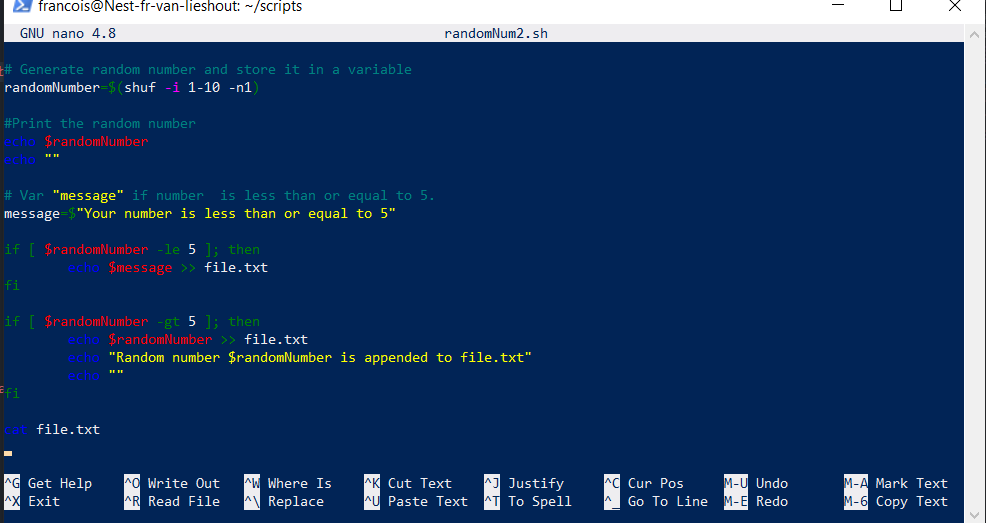 francois@Nest-fr-van-lieshout: ~/scripts
GNU nano 4.8 randomNum2.sh
# Generate random number and store it in a variable
randomNumber=$(shuf -i 1-10 -n1)
#Print the random number
echo $randomNumber
echo ""
# Var "message" if number  is less than or equal to 5.
message=$"Your number is less than or equal to 5"
if [ $randomNumber -le 5 ]; then
echo $message >> file.txt
fi
if [ $randomNumber -gt 5 ]; then
echo $randomNumber >> file.txt
echo "Random number $randomNumber is appended to file.txt"
echo ""
fi
cat file.txt
^G Get Help ^O Write Out ^W Where Is ^K Cut Text ^J Justify ^C Cur Pos M-U Undo M-A Mark Text
^X Exit ^R Read File ^\ Replace ^U Paste Text ^T To Spell ^_ Go To Line M-E Redo M-6 Copy Text